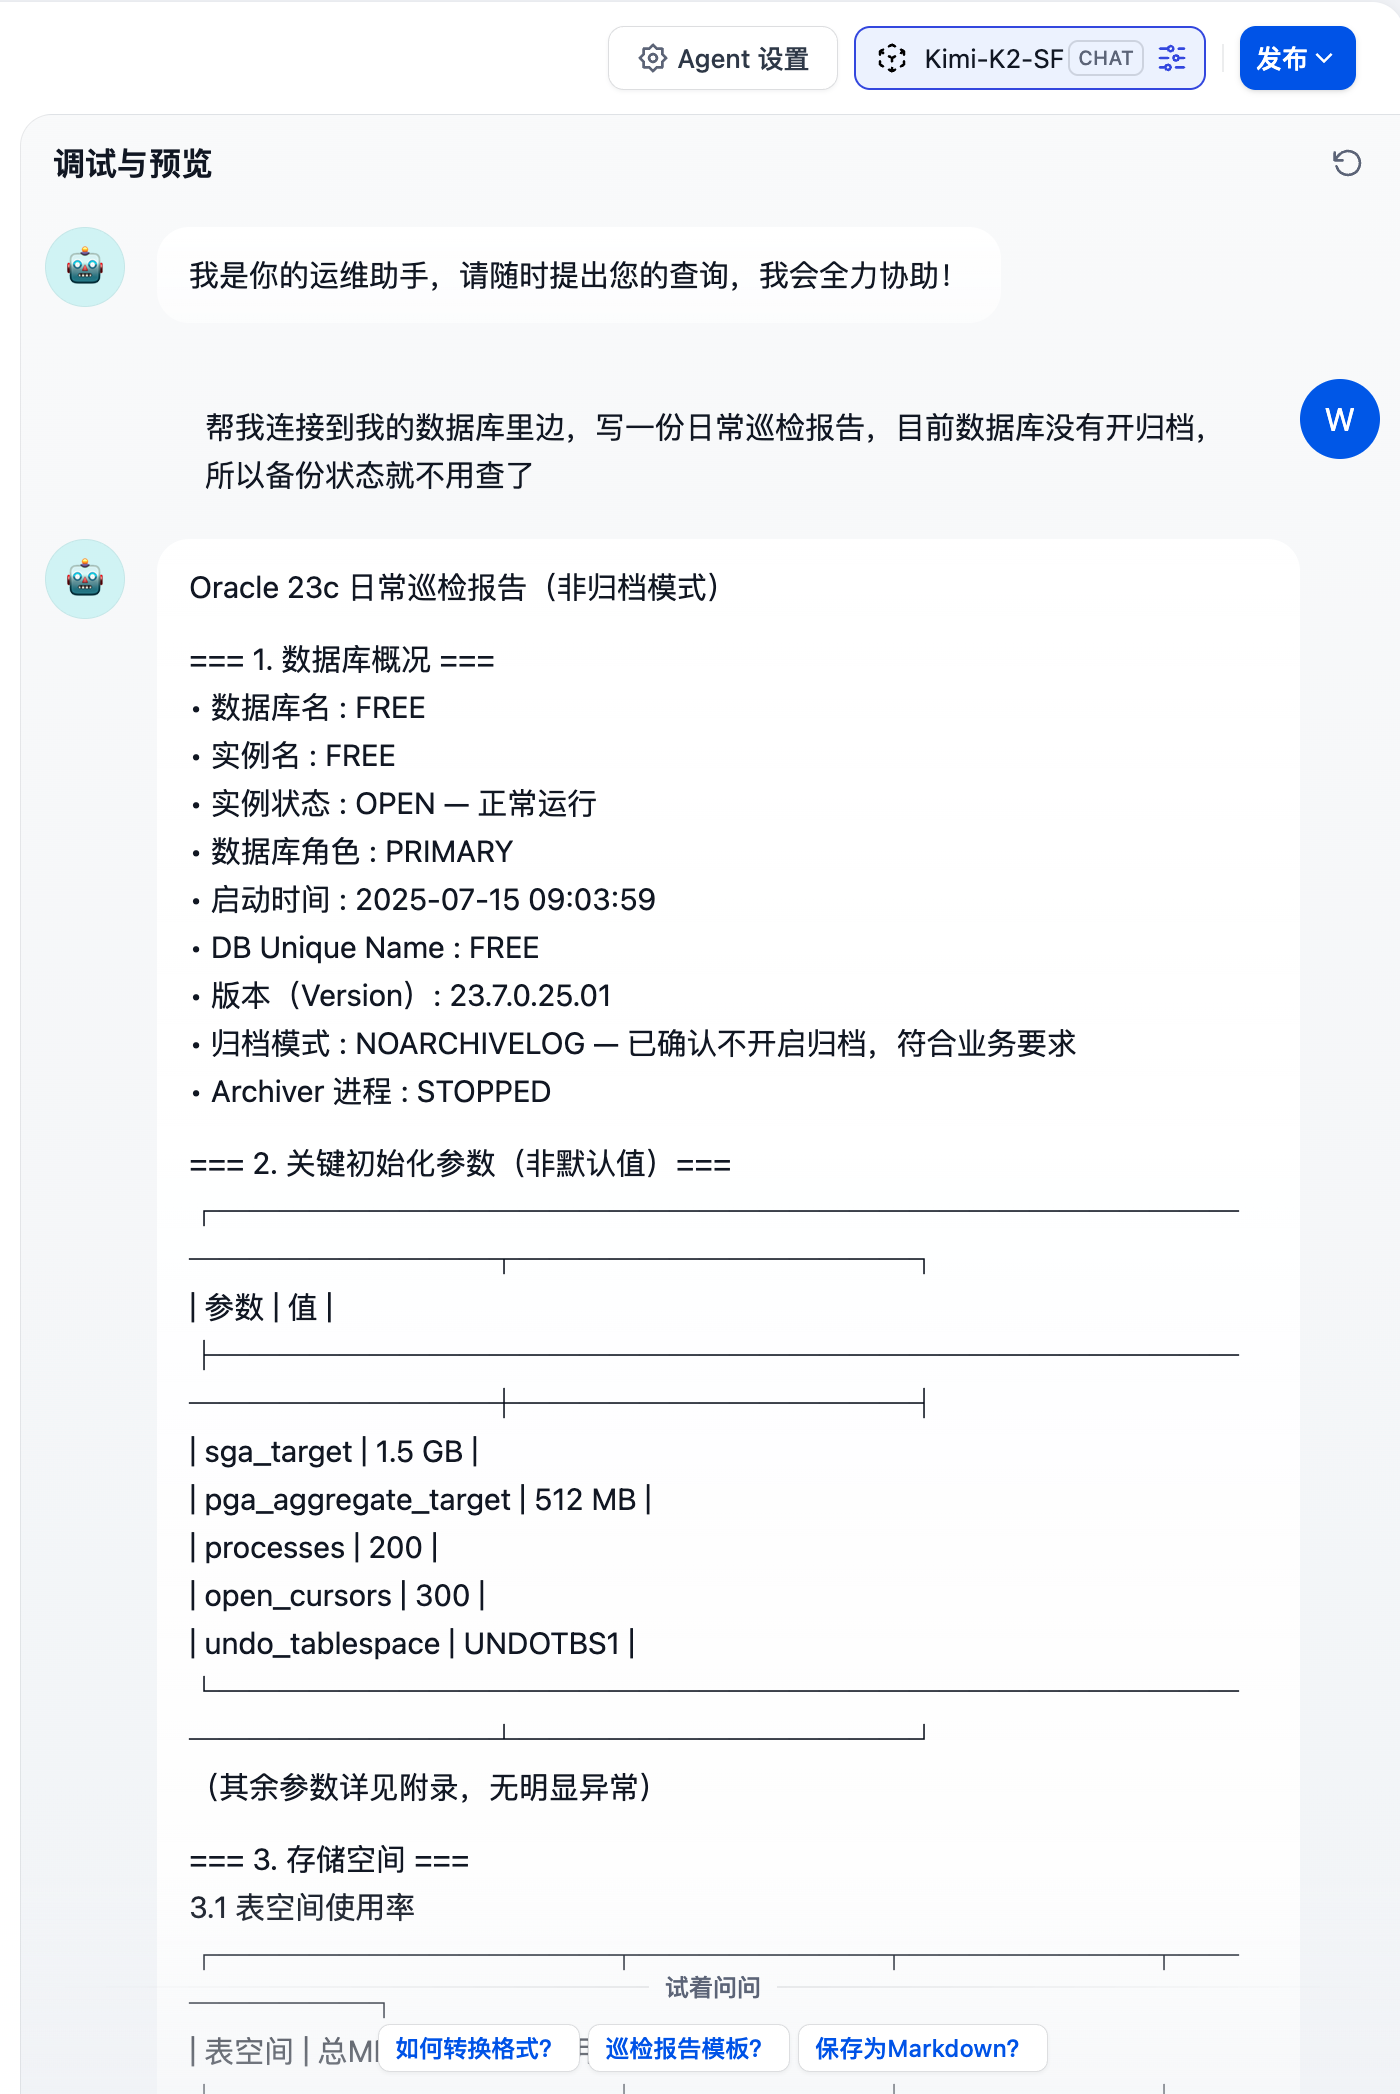 Agent 设置
Kimi-K2-SF CHAT
发布
调试与预览
我是你的运维助手，请随时提出您的查询，我会全力协助！
W
帮我连接到我的数据库里边，写一份日常巡检报告，目前数据库没有开归档，
所以备份状态就不用查了
Oracle 23c 日常巡检报告（非归档模式）
=== 1. 数据库概况 ===
• 数据库名 : FREE
• 实例名 : FREE
• 实例状态 : OPEN — 正常运行
• 数据库角色 : PRIMARY
• 启动时间 : 2025-07-15 09:03:59
• DB Unique Name : FREE
• 版本（Version）: 23.7.0.25.01
• 归档模式 : NOARCHIVELOG — 已确认不开启归档，符合业务要求
• Archiver 进程 : STOPPED
=== 2. 关键初始化参数（非默认值）===
| 参数 | 值 |
| sga_target | 1.5 GB |
| pga_aggregate_target | 512 MB |
| processes | 200 |
| open_cursors | 300 |
| undo_tablespace | UNDOTBS1 |
（其余参数详见附录，无明显异常）
=== 3. 存储空间 ===
3.1 表空间使用率
试着问问
| 表空间 |
如何转换格式?
巡检报告模板?
保存为Markdown?